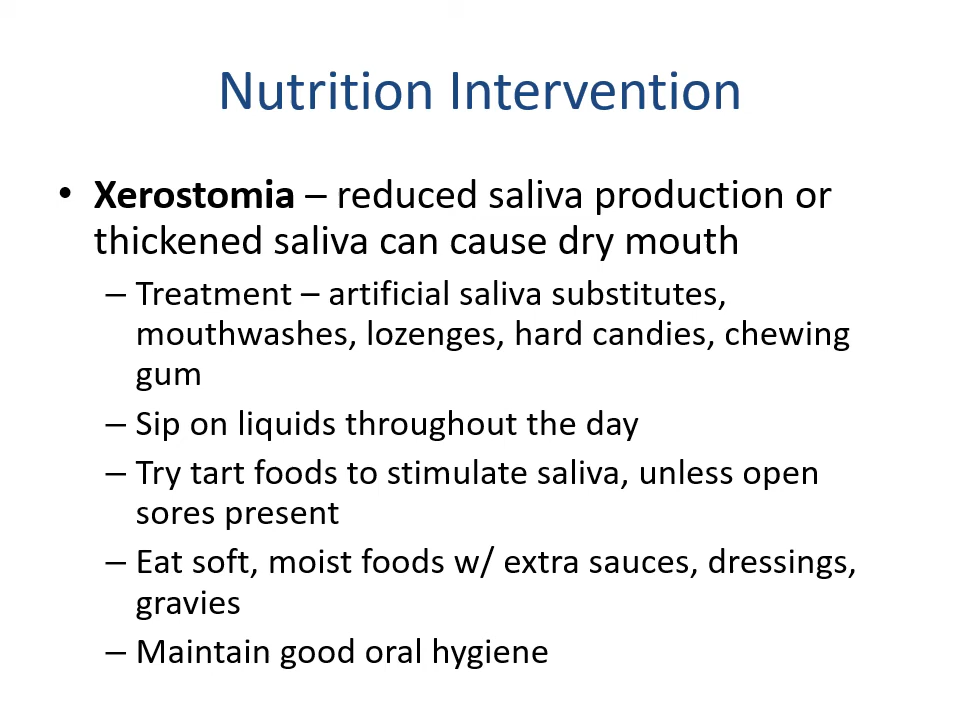 Nutrition Intervention
• Xerostomia – reduced saliva production or
thickened saliva can cause dry mouth
– Treatment – artificial saliva substitutes,
mouthwashes, lozenges, hard candies, chewing
gum
– Sip on liquids throughout the day
– Try tart foods to stimulate saliva, unless open
sores present
– Eat soft, moist foods w/ extra sauces, dressings,
gravies
– Maintain good oral hygiene